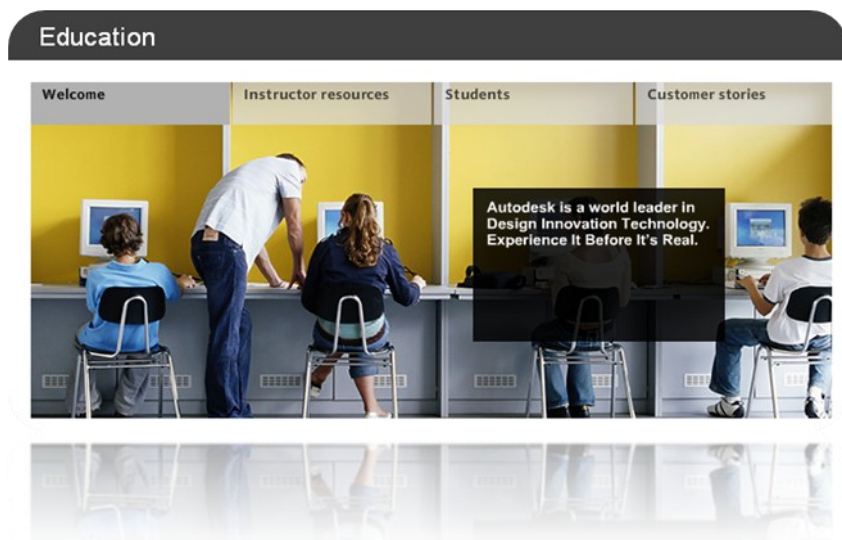 Education
Welcome
Instructor resources
Students
Customer stories
Autodesk is a world leader in
Design Innovation Technology.
Experience It Before It's Real.